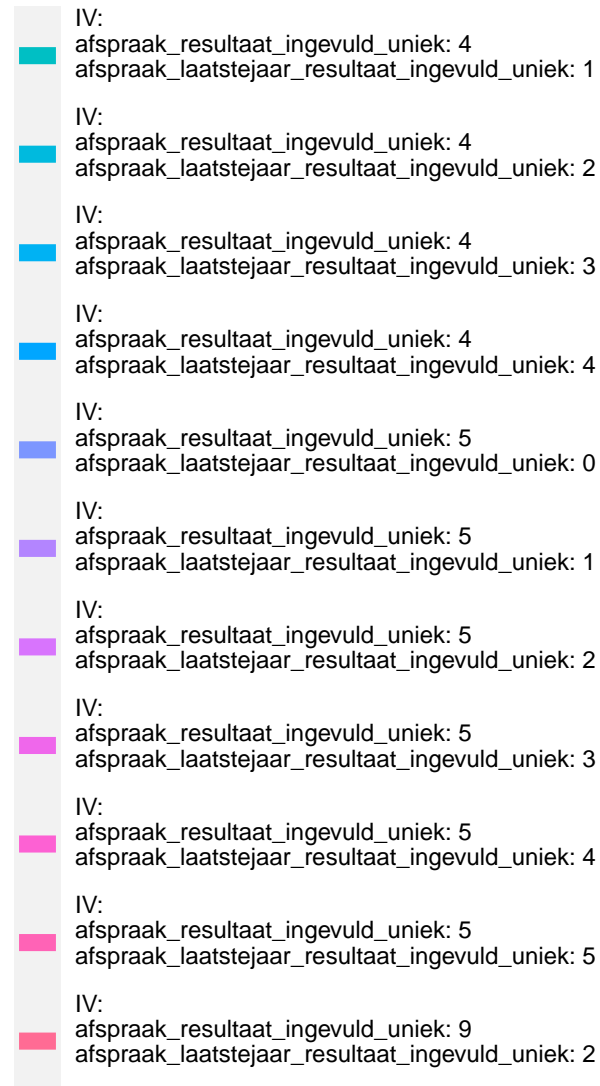 IV:
afspraak_resultaat_ingevuld_uniek: 4
afspraak_laatstejaar_resultaat_ingevuld_uniek: 1
IV:
afspraak_resultaat_ingevuld_uniek: 4
afspraak_laatstejaar_resultaat_ingevuld_uniek: 2
IV:
afspraak_resultaat_ingevuld_uniek: 4
afspraak_laatstejaar_resultaat_ingevuld_uniek: 3
IV:
afspraak_resultaat_ingevuld_uniek: 4
afspraak_laatstejaar_resultaat_ingevuld_uniek: 4
IV:
afspraak_resultaat_ingevuld_uniek: 5
afspraak_laatstejaar_resultaat_ingevuld_uniek: 0
IV:
afspraak_resultaat_ingevuld_uniek: 5
afspraak_laatstejaar_resultaat_ingevuld_uniek: 1
IV:
afspraak_resultaat_ingevuld_uniek: 5
afspraak_laatstejaar_resultaat_ingevuld_uniek: 2
IV:
afspraak_resultaat_ingevuld_uniek: 5
afspraak_laatstejaar_resultaat_ingevuld_uniek: 3
IV:
afspraak_resultaat_ingevuld_uniek: 5
afspraak_laatstejaar_resultaat_ingevuld_uniek: 4
IV:
afspraak_resultaat_ingevuld_uniek: 5
afspraak_laatstejaar_resultaat_ingevuld_uniek: 5
IV:
afspraak_resultaat_ingevuld_uniek: 9
afspraak_laatstejaar_resultaat_ingevuld_uniek: 2